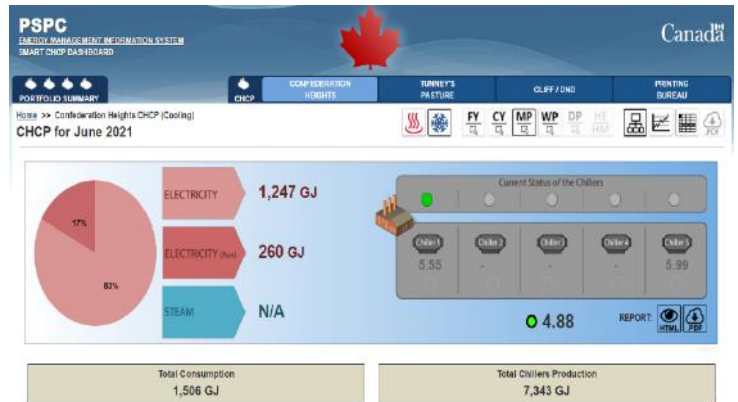 PSPC
ENERGY MANAGEMENT INFORMATION SYSTEM
SMART CHCP DASHBOARD
Canada
PORTFOLIO SUMMARY
CHCP
CONFEDERATION HEIGHTS
TUNNEY'S PASTURE
CLIFF / DND
PRINTING BUREAU
Home >> Confederation Heights CHCP (Cooling)
CHCP for June 2021
FY
CY
MP
WP
DP
HE
HM
PDF
17%
83%
ELECTRICITY
1,247 GJ
ELECTRICITY (Aux)
260 GJ
STEAM
N/A
Current Status of the Chillers
Chiller 1
Chiller 2
Chiller 3
Chiller 4
Chiller 5
5.55
-
-
-
5.99
4.88
REPORT:
HTML
PDF
Total Consumption
1,506 GJ
Total Chillers Production
7,343 GJ